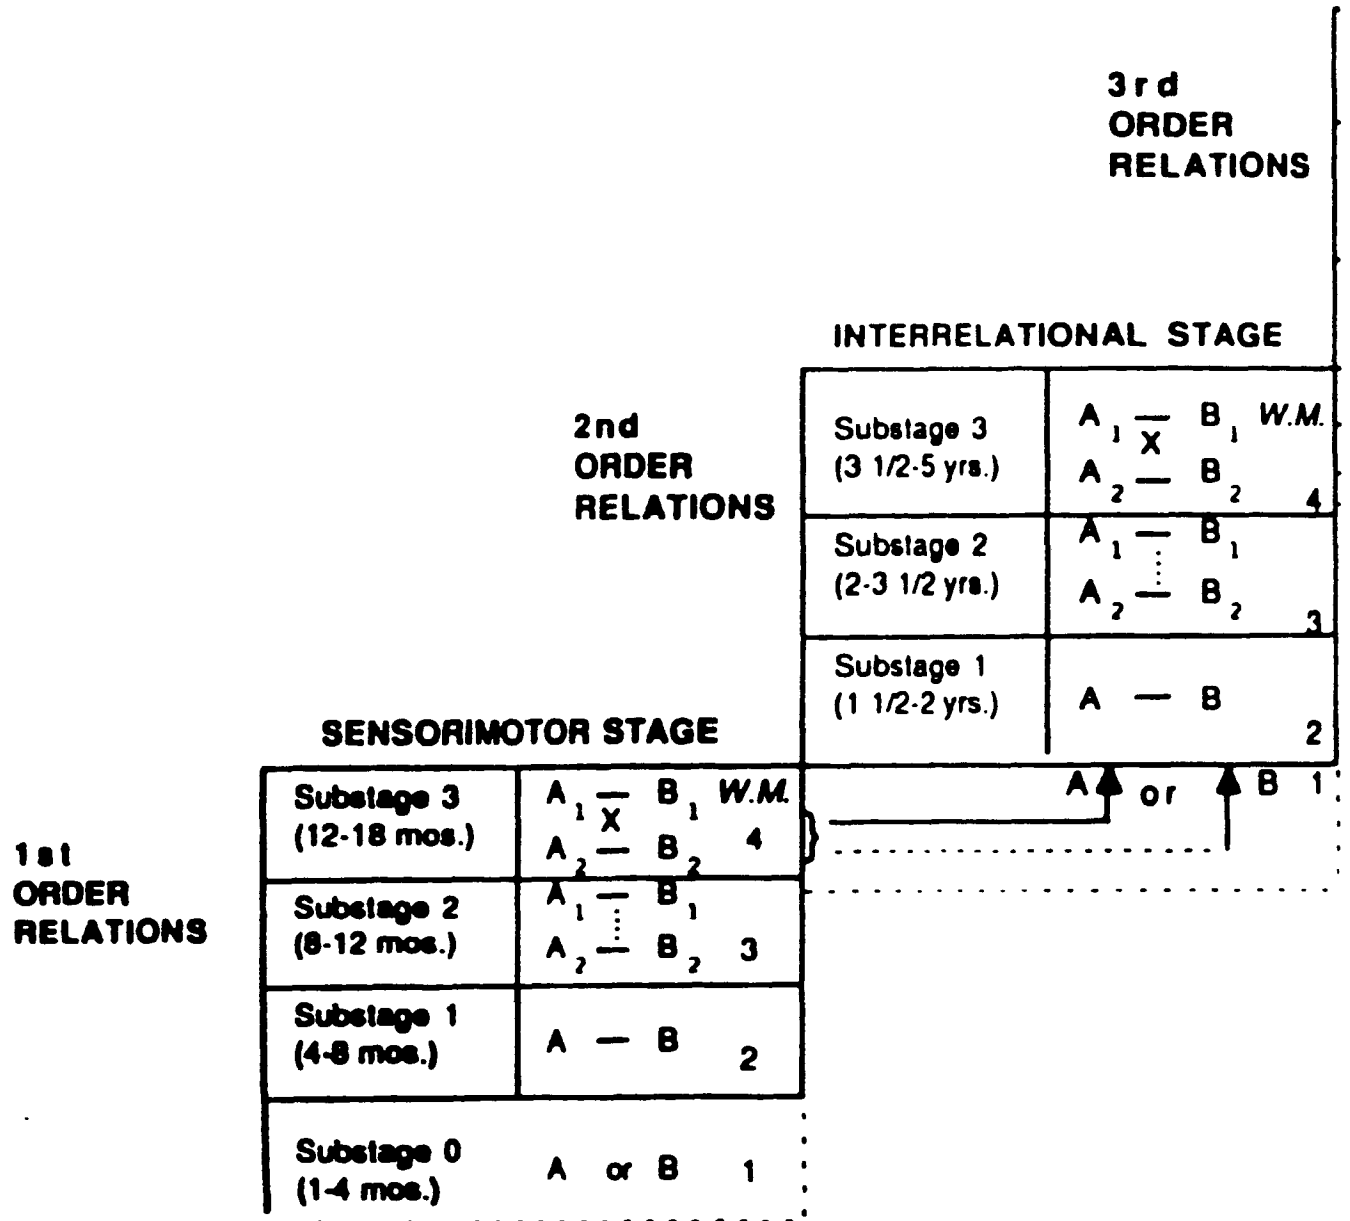 3rd
ORDER
RELATIONS
INTERRELATIONAL STAGE
2nd
ORDER
RELATIONS
Substage 3
(3 1/2-5 yrs.)
A1 — B1 W.M.
X
A2 — B2
4
Substage 2
(2-3 1/2 yrs.)
A1 — B1
A2 — B2
3
Substage 1
(1 1/2-2 yrs.)
A — B
2
A or B 1
SENSORIMOTOR STAGE
1st
ORDER
RELATIONS
Substage 3
(12-18 mos.)
A1 — B1 W.M.
X
A2 — B2
4
Substage 2
(8-12 mos.)
A1 — B1
A2 — B2
3
Substage 1
(4-8 mos.)
A — B
2
Substage 0
(1-4 mos.)
A or B 1